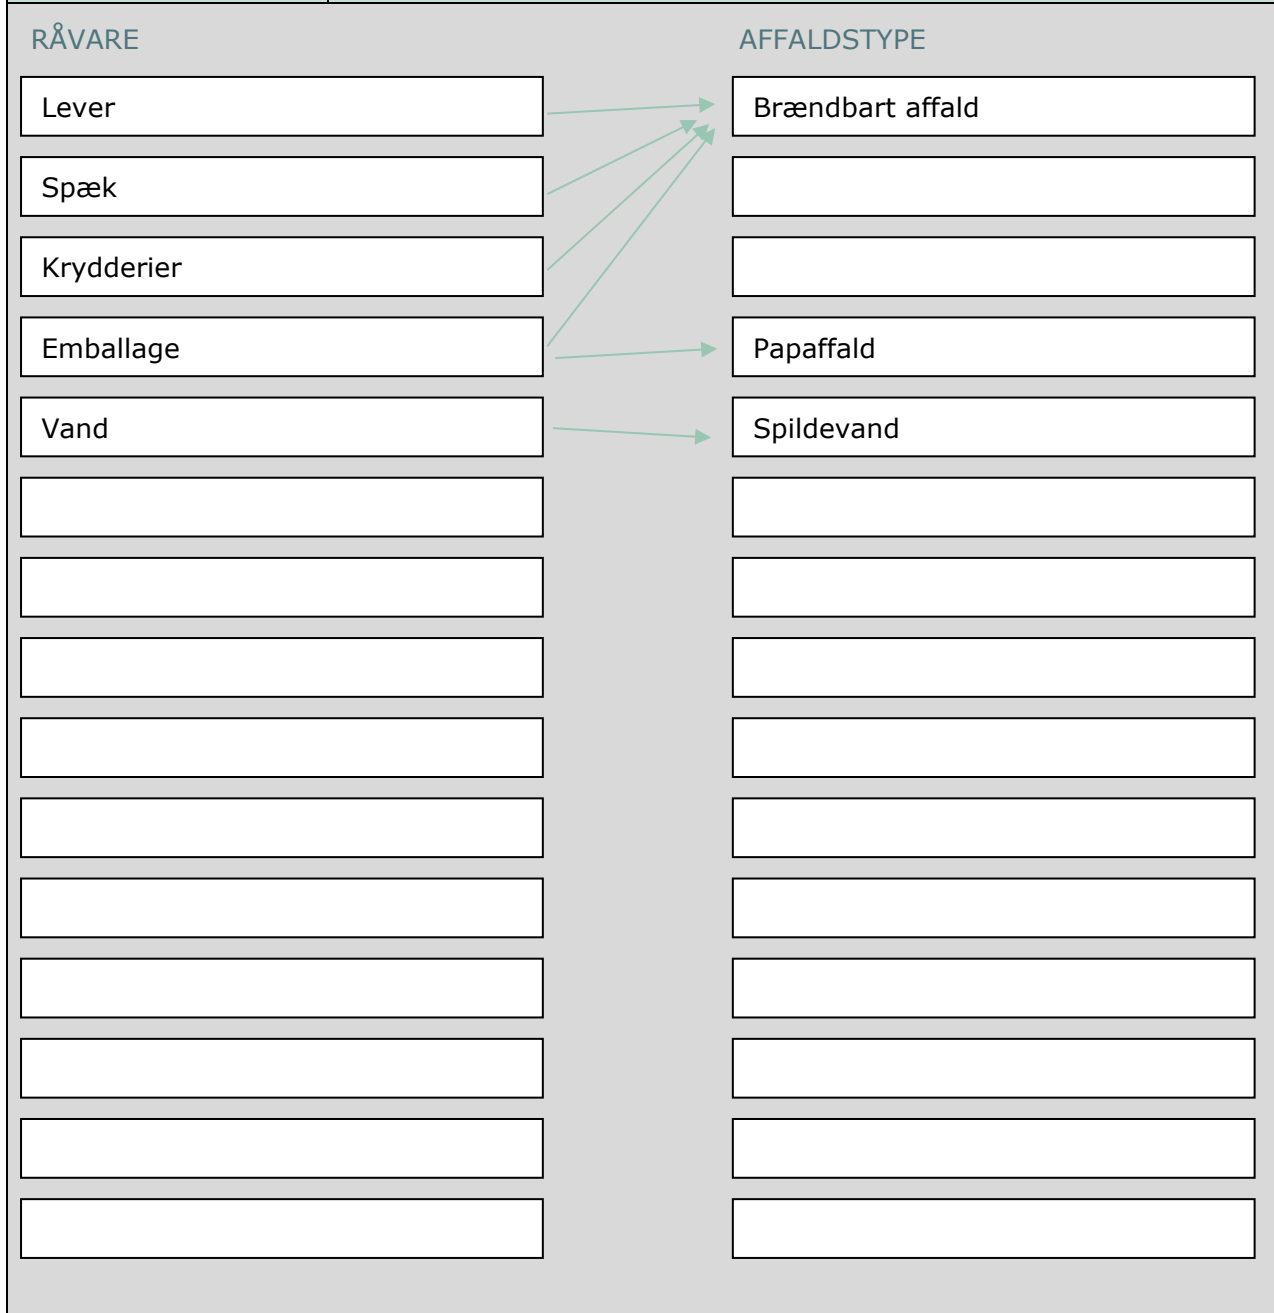 RÅVARE
AFFALDSTYPE
Lever
Brændbart affald
Spæk
Krydderier
Emballage
Papaffald
Vand
Spildevand